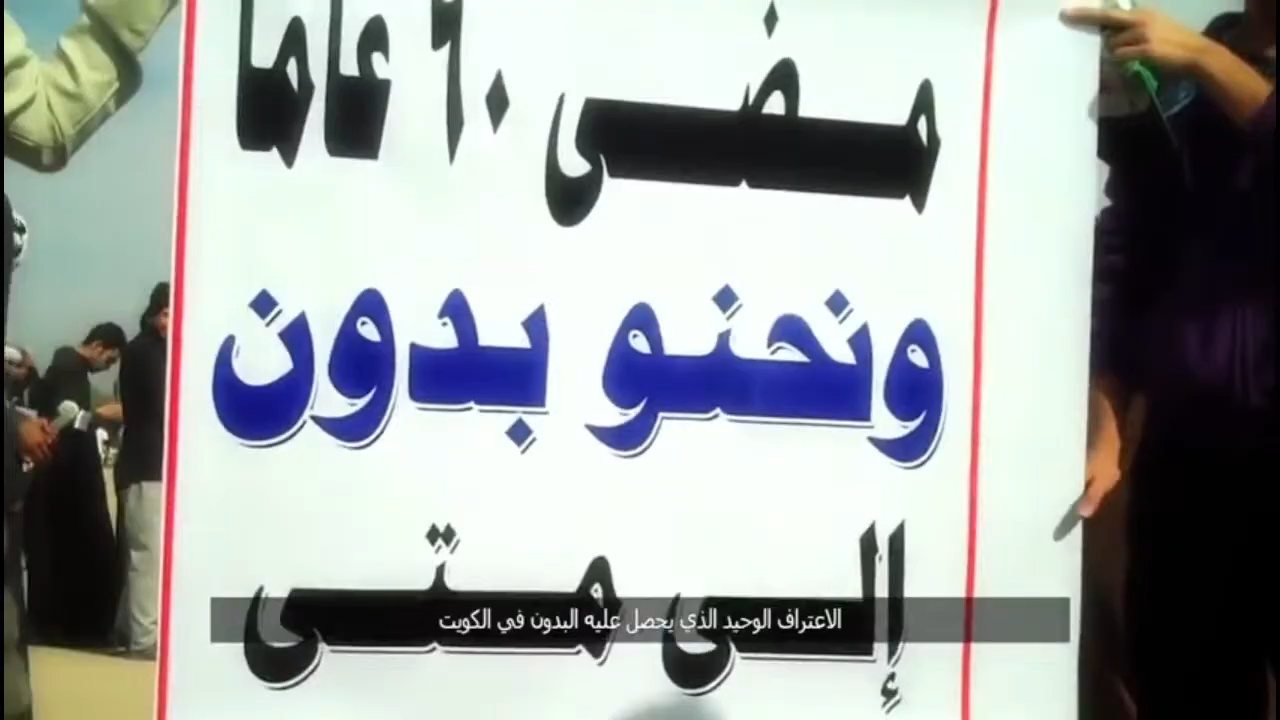 مضى ٦٠ عاما
ونحنو بدون
إلى متى
الاعتراف الوحيد الذي يحصل عليه البدون في الكويت